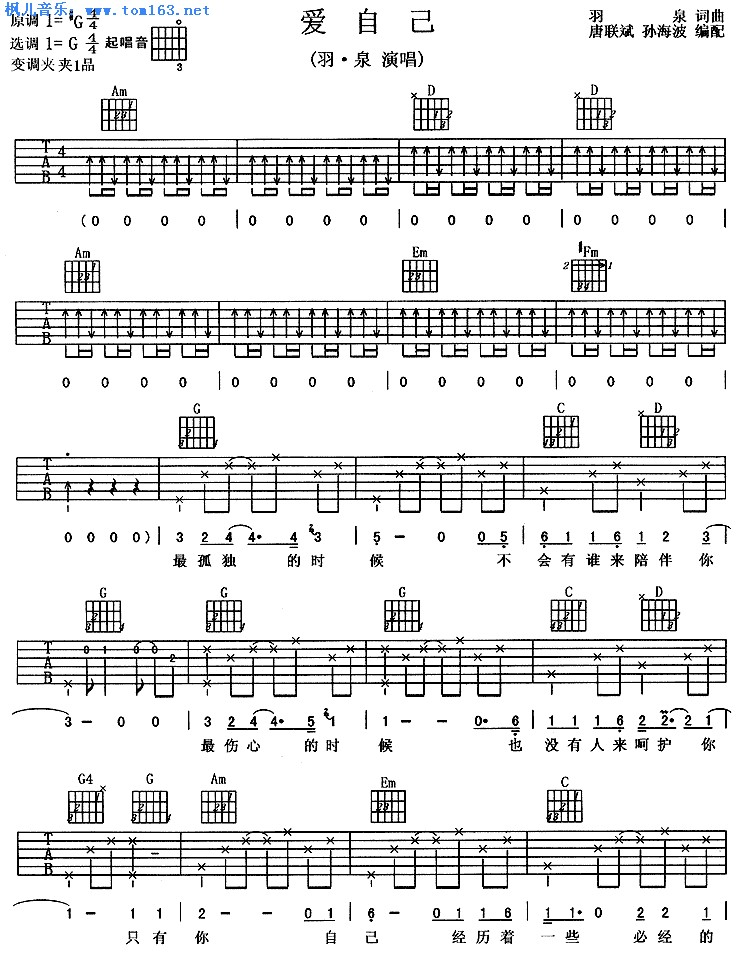 枫儿音乐. www.tom163.net
原调 1=♯G 4/4
爱自己
羽 泉 词曲
选调 1=G 4/4 起唱音
唐联斌 孙海波 编配
变调夹 夹1品
(羽·泉 演唱)
Am D D
T A B 4/4
(0 0 0 0 | 0 0 0 0 | 0 0 0 0 | 0 0 0 0
Am Em ♯Fm
T A B
0 0 0 0 | 0 0 0 0 | 0 0 0 0 | 0 0 0 0
G C D
T A B
0 0 0 0) | 3 2 4 4· 4 3 | 5 - 0 0 5 | 6 1 1 6 1 2 3
最孤独 的时 候 不 会有谁来陪伴你
G G G C D
T A B
3 - 0 0 | 3 2 4 4· 5 1 | 1 - - 0· 6 | 1 1 1 6 2 2· 2 1
最伤心 的时 候 也 没有人来呵护 你
G4 G Am Em C
T A B
1 - 1 1 | 2 - - 0 1 | 6 - 0 1 0 1 1 | 1 1· 0 2 2 1
只有 你 自 己 经历着 一些 必经的